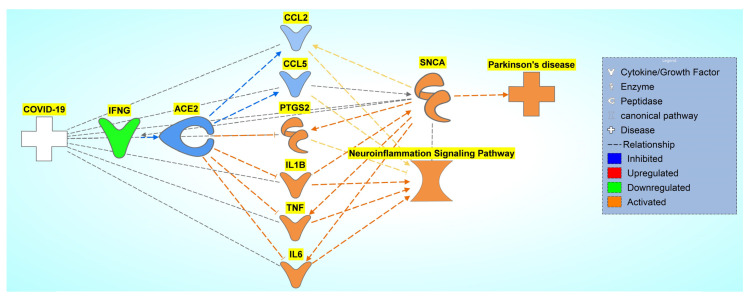 CCL2
CCL5
SNCA
Parkinson's disease
COVID-19
IFNG
ACE2
PTGS2
Neuroinflammation Signaling Pathway
IL1B
TNF
IL6
Cytokine/Growth Factor
Enzyme
Peptidase
canonical pathway
Disease
Relationship
Inhibited
Upregulated
Downregulated
Activated